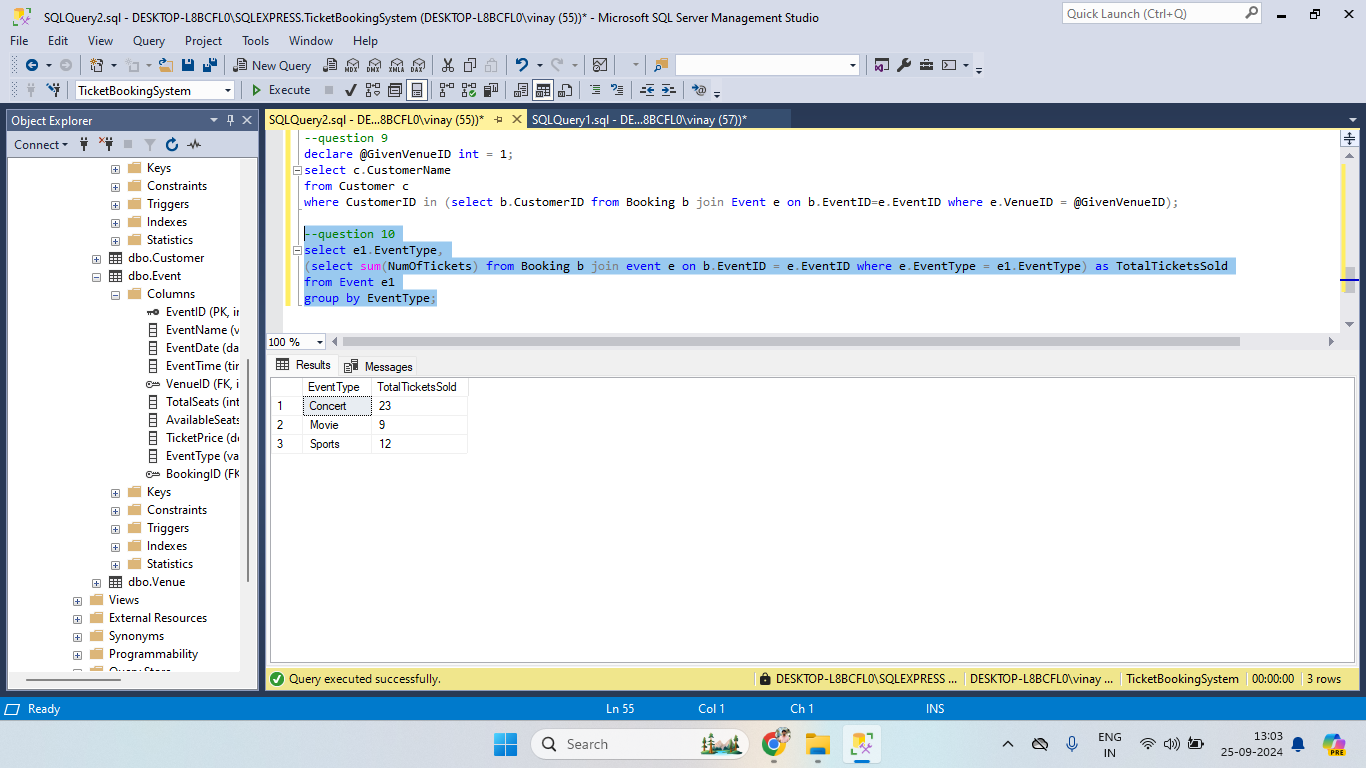 SQLQuery2.sql - DESKTOP-L8BCFL0\SQLEXPRESS.TicketBookingSystem (DESKTOP-L8BCFL0\vinay (55))* - Microsoft SQL Server Management Studio
Quick Launch (Ctrl+Q)
File Edit View Query Project Tools Window Help
New Query
MDX DMX XMLA DAX
TicketBookingSystem
Execute
Object Explorer
Connect
Keys
Constraints
Triggers
Indexes
Statistics
dbo.Customer
dbo.Event
Columns
EventID (PK, in
EventName (v
EventDate (da
EventTime (tin
VenueID (FK, i
TotalSeats (int
AvailableSeats
TicketPrice (de
EventType (va
BookingID (FK
Keys
Constraints
Triggers
Indexes
Statistics
dbo.Venue
Views
External Resources
Synonyms
Programmability
Query Store
SQLQuery2.sql - DE...8BCFL0\vinay (55))*
SQLQuery1.sql - DE...8BCFL0\vinay (57))*
--question 9
declare @GivenVenueID int = 1;
select c.CustomerName
from Customer c
where CustomerID in (select b.CustomerID from Booking b join Event e on b.EventID=e.EventID where e.VenueID = @GivenVenueID);
--question 10
select e1.EventType,
(select sum(NumOfTickets) from Booking b join event e on b.EventID = e.EventID where e.EventType = e1.EventType) as TotalTicketsSold
from Event e1
group by EventType;
100 %
Results
Messages
EventType TotalTicketsSold
1 Concert 23
2 Movie 9
3 Sports 12
Query executed successfully.
DESKTOP-L8BCFL0\SQLEXPRESS ...
DESKTOP-L8BCFL0\vinay ...
TicketBookingSystem
00:00:00
3 rows
Ready
Ln 55
Col 1
Ch 1
INS
Search
ENG
IN
13:03
25-09-2024
PRE